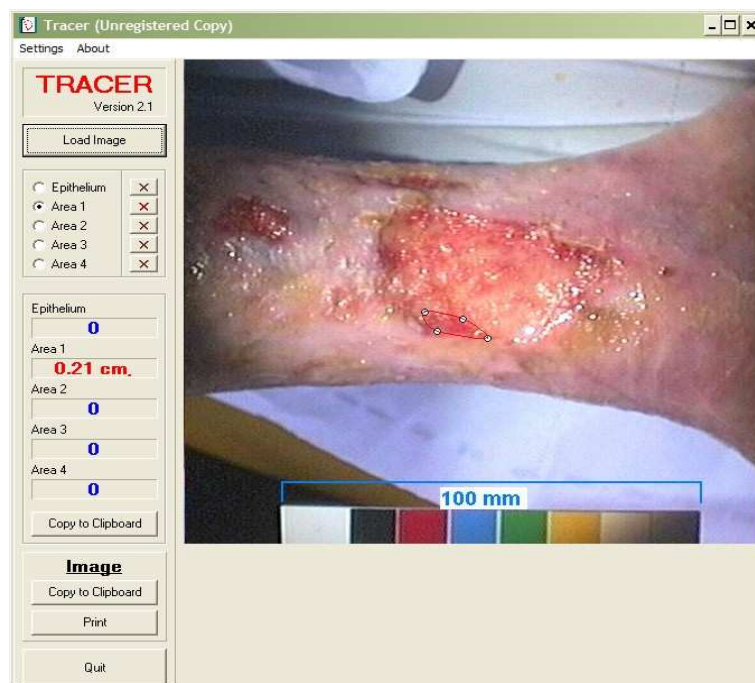 Tracer (Unregistered Copy)
Settings About
TRACER
Version 2.1
Load Image
Epithelium
Area 1
Area 2
Area 3
Area 4
Epithelium
0
Area 1
0.21 cm.
Area 2
0
Area 3
0
Area 4
0
Copy to Clipboard
Image
Copy to Clipboard
Print
Quit
100 mm